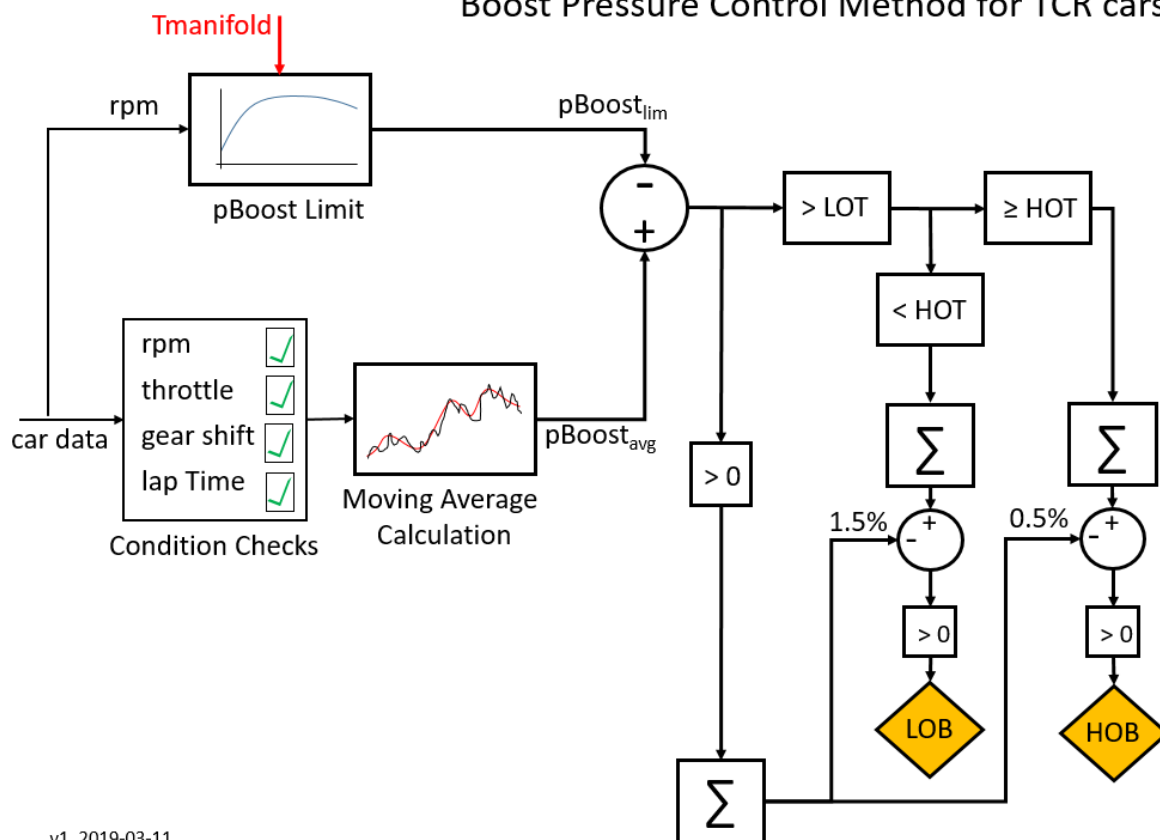 Boost Pressure Control Method for TCR cars
Tmanifold
rpm
pBoost Limit
pBoostlim
-
+
> LOT
≥ HOT
< HOT
car data
rpm
throttle
gear shift
lap Time
Condition Checks
Moving Average
Calculation
pBoostavg
> 0
Σ
Σ
1.5%
- +
0.5%
- +
> 0
> 0
LOB
HOB
Σ
v1 2019-03-11